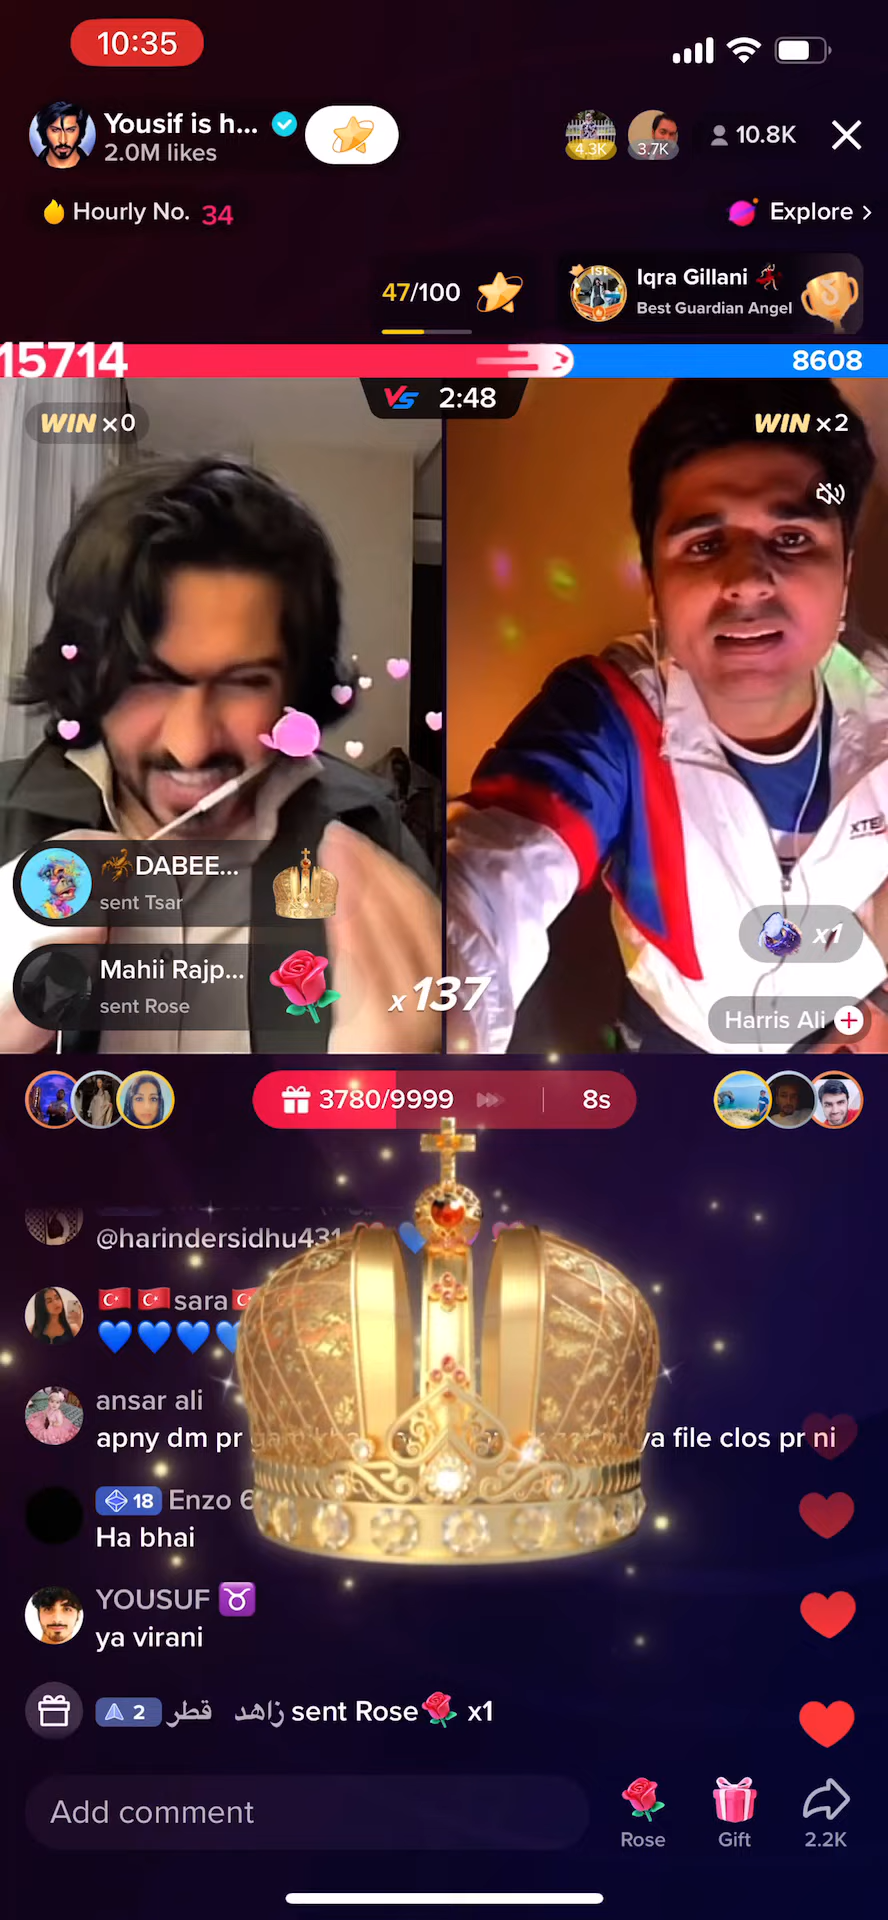 10:35
Yousif is h...
2.0M likes
4.3K
3.7K
10.8K
Hourly No. 34
Explore >
47/100
1st
Iqra Gillani
Best Guardian Angel
15714
8608
VS 2:48
WIN x0
WIN x2
DABEE...
sent Tsar
Mahii Rajp...
sent Rose
x137
x1
Harris Ali
3780/9999
8s
@harindersidhu431
sara
ansar ali
apny dm pr
ya file clos pr ni
18 Enzo 6
Ha bhai
YOUSUF
ya virani
2 زاهد قطر sent Rose x1
Add comment
Rose
Gift
2.2K